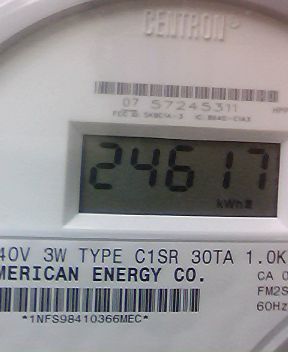 CENTRON®
07 57245311
24617
kWh
40V 3W TYPE C1SR 30TA 1.0K
MERICAN ENERGY CO.
CA 0
FM2S
60Hz
*1NFS98410366MEC*